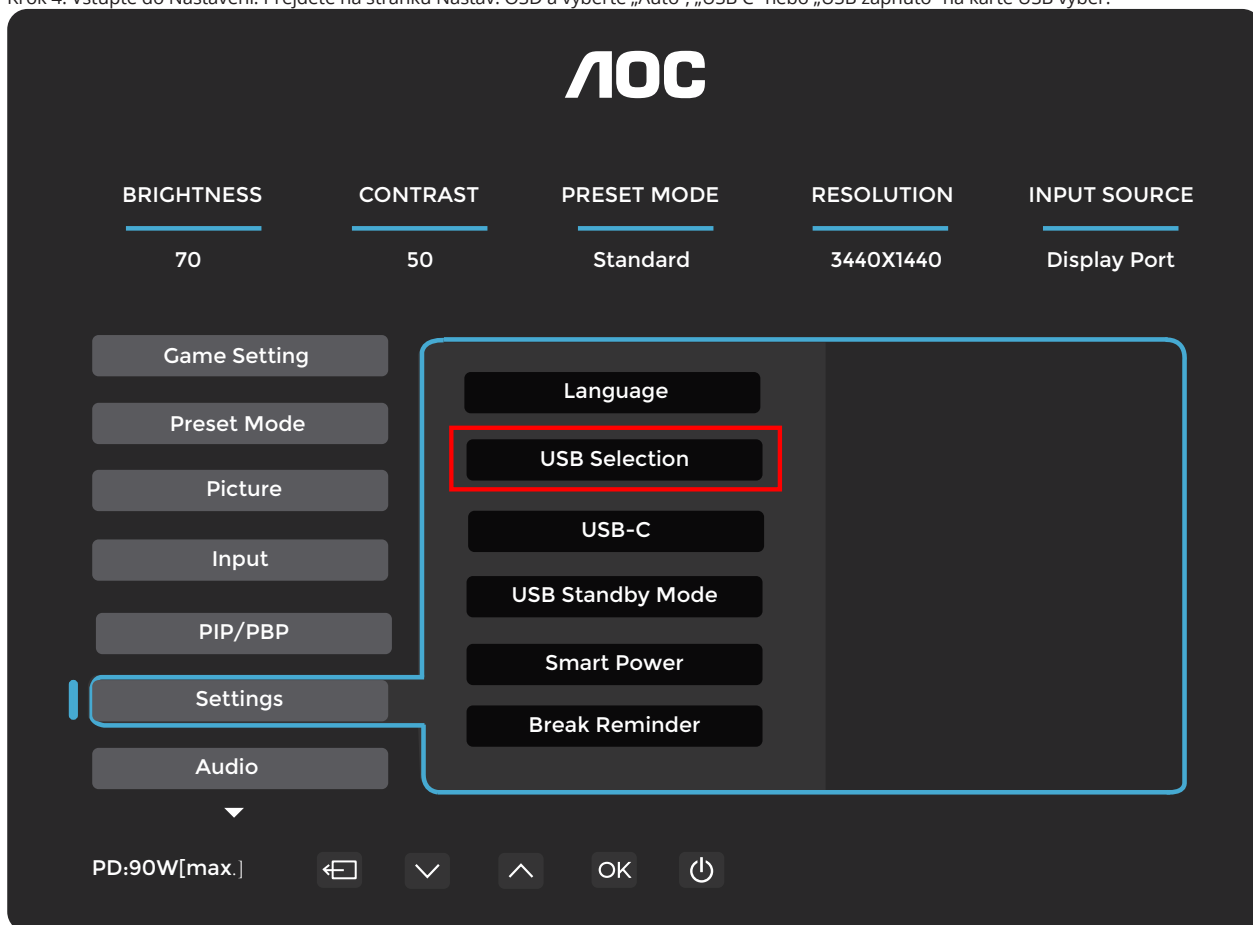 Krok 4: Vstupte do Nastavení. Přejděte na stránku Nastav. OSD a vyberte „Auto“, „USB C“ nebo „USB zapnuto“ na kartě USB výběr.
AOC
BRIGHTNESS CONTRAST PRESET MODE RESOLUTION INPUT SOURCE
70 50 Standard 3440X1440 Display Port
Game Setting
Language
Preset Mode
USB Selection
Picture
USB-C
Input
USB Standby Mode
PIP/PBP
Smart Power
Settings
Break Reminder
Audio
PD:90W[max.]
OK